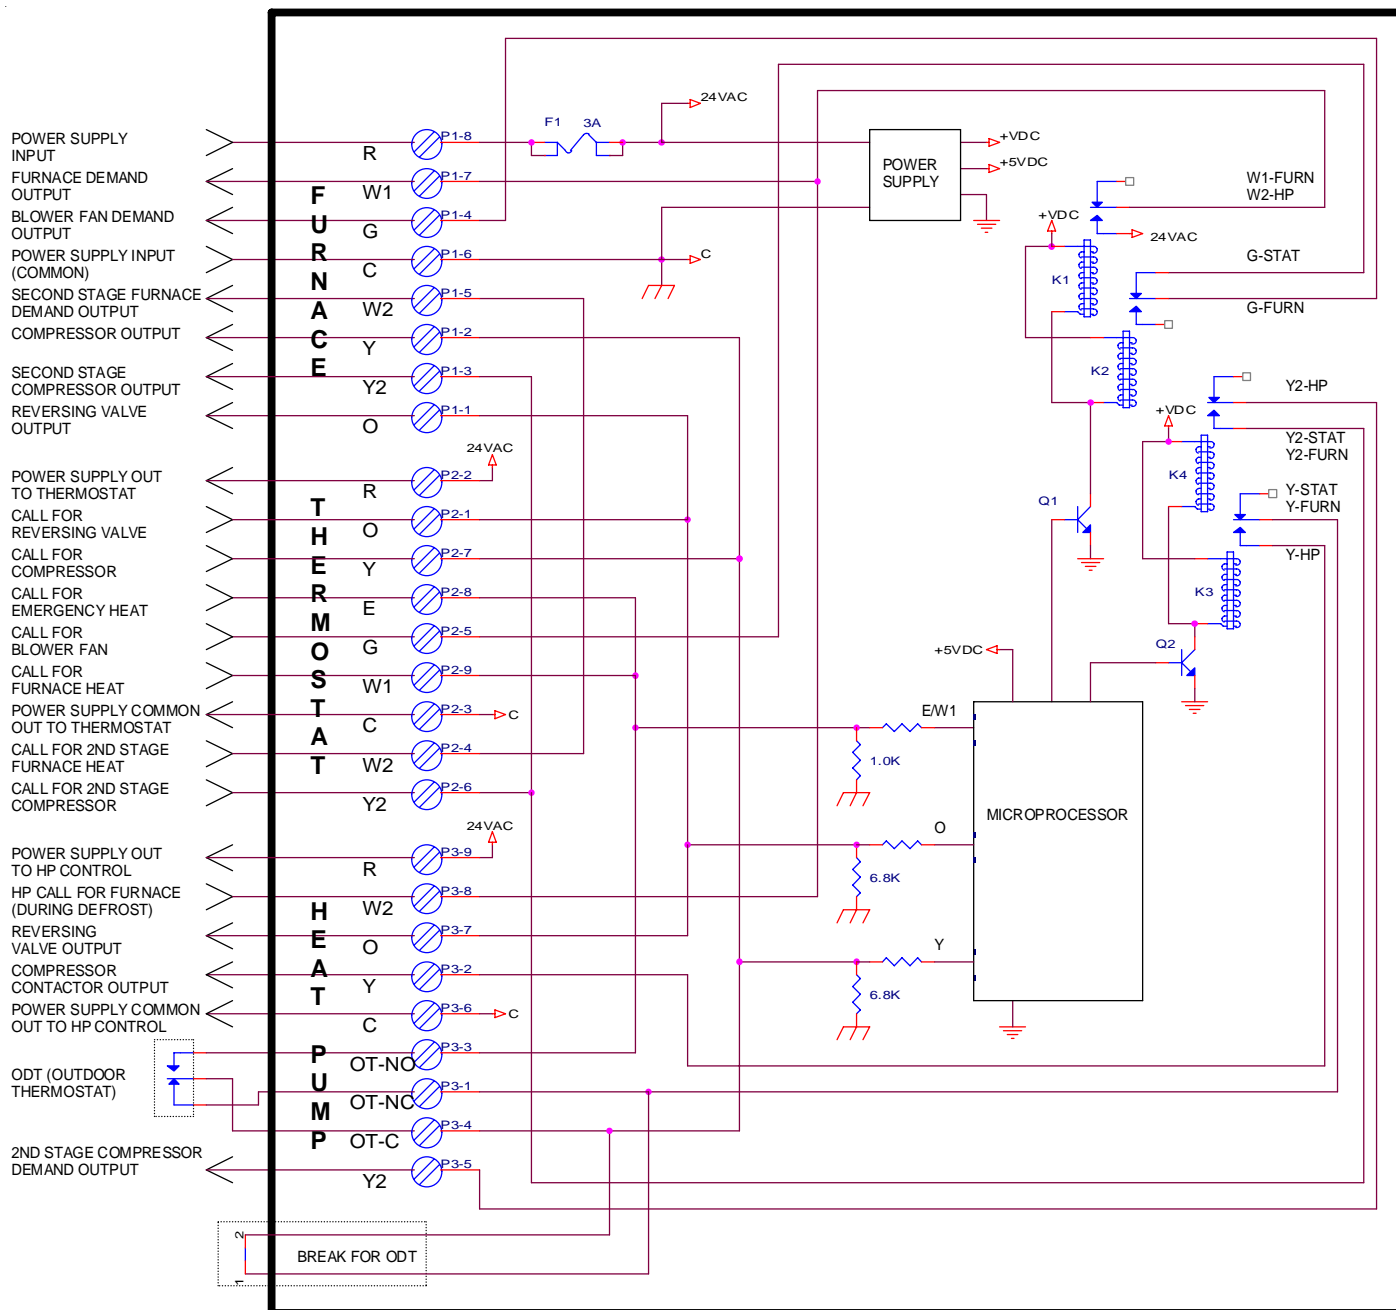 24VAC
F1 3A
POWER SUPPLY
INPUT
R
P1-8
POWER
SUPPLY
+VDC
+5VDC
FURNACE DEMAND
OUTPUT
W1
P1-7
W1-FURN
W2-HP
BLOWER FAN DEMAND
OUTPUT
G
P1-4
+VDC
24VAC
POWER SUPPLY INPUT
(COMMON)
C
P1-6
C
K1
G-STAT
SECOND STAGE FURNACE
DEMAND OUTPUT
W2
P1-5
G-FURN
COMPRESSOR OUTPUT
Y
P1-2
FURNACE
SECOND STAGE
COMPRESSOR OUTPUT
Y2
P1-3
K2
Y2-HP
REVERSING VALVE
OUTPUT
O
P1-1
+VDC
Y2-STAT
Y2-FURN
24VAC
POWER SUPPLY OUT
TO THERMOSTAT
R
P2-2
K4
Q1
Y-STAT
Y-FURN
CALL FOR
REVERSING VALVE
O
P2-1
Y-HP
CALL FOR
COMPRESSOR
Y
P2-7
K3
CALL FOR
EMERGENCY HEAT
E
P2-8
CALL FOR
BLOWER FAN
G
P2-5
+5VDC
Q2
CALL FOR
FURNACE HEAT
W1
P2-9
THERMOSTAT
POWER SUPPLY COMMON
OUT TO THERMOSTAT
C
P2-3
C
E/W1
CALL FOR 2ND STAGE
FURNACE HEAT
W2
P2-4
1.0K
CALL FOR 2ND STAGE
COMPRESSOR
Y2
P2-6
MICROPROCESSOR
24VAC
O
POWER SUPPLY OUT
TO HP CONTROL
R
P3-9
6.8K
HP CALL FOR FURNACE
(DURING DEFROST)
W2
P3-8
REVERSING
VALVE OUTPUT
O
P3-7
Y
COMPRESSOR
CONTACTOR OUTPUT
Y
P3-2
6.8K
POWER SUPPLY COMMON
OUT TO HP CONTROL
C
P3-6
C
HEAT PUMP
OT-NO
P3-3
ODT (OUTDOOR
THERMOSTAT)
OT-NC
P3-1
OT-C
P3-4
2ND STAGE COMPRESSOR
DEMAND OUTPUT
Y2
P3-5
2
BREAK FOR ODT
1